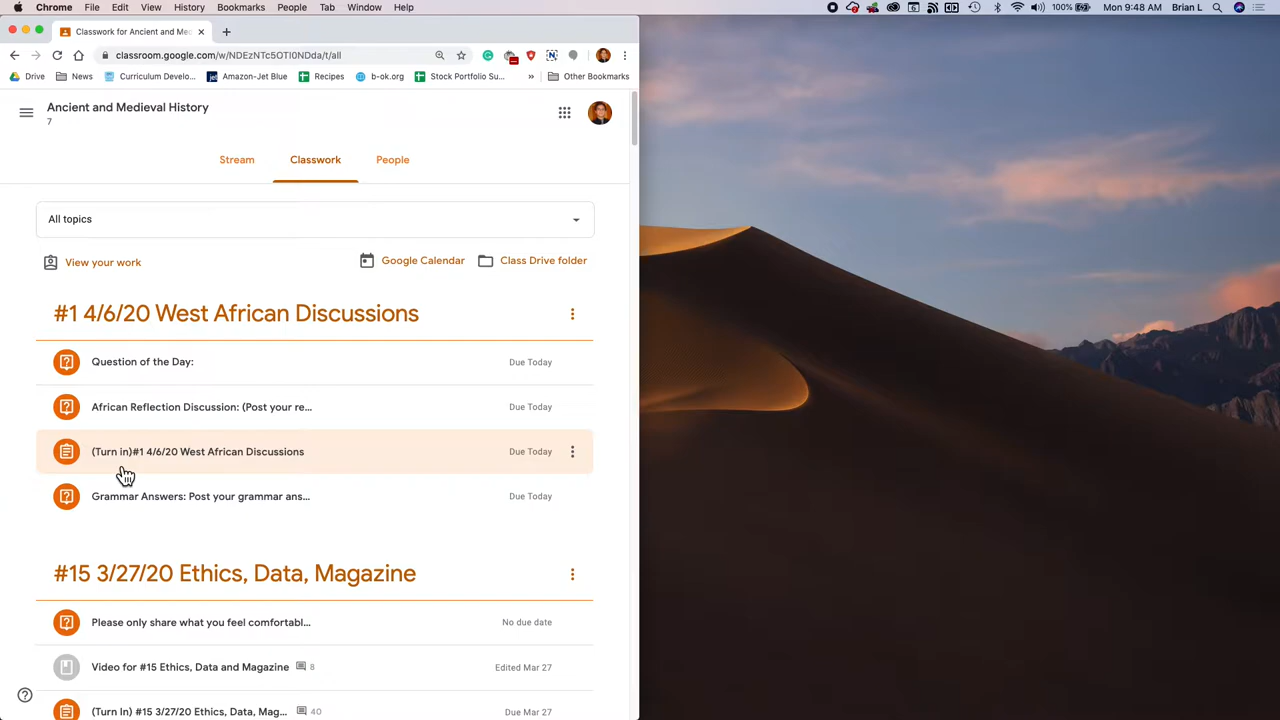 Chrome File Edit View History Bookmarks People Tab Window Help
100% Mon 9:48 AM Brian L
Classwork for Ancient and Med
classroom.google.com/w/NDEzNTc5OTI0NDda/t/all
Drive News Curriculum Develo... Amazon-Jet Blue Recipes b-ok.org Stock Portfolio Su... » Other Bookmarks
Ancient and Medieval History
7
Stream Classwork People
All topics
View your work Google Calendar Class Drive folder
#1 4/6/20 West African Discussions
Question of the Day: Due Today
African Reflection Discussion: (Post your re... Due Today
(Turn in)#1 4/6/20 West African Discussions Due Today
Grammar Answers: Post your grammar ans... Due Today
#15 3/27/20 Ethics, Data, Magazine
Please only share what you feel comfortabl... No due date
Video for #15 Ethics, Data and Magazine 8 Edited Mar 27
(Turn In) #15 3/27/20 Ethics, Data, Mag... 40 Due Mar 27